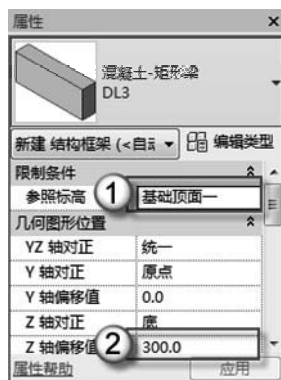 属性
混凝土-矩形梁
DL3
新建 结构框架 (<自动 编辑类型
限制条件
参照标高 1 基础顶面一
几何图形位置
YZ 轴对正 统一
Y 轴对正 原点
Y 轴偏移值 0.0
Z 轴对正 底
Z 轴偏移值 2 300.0
属性帮助 应用